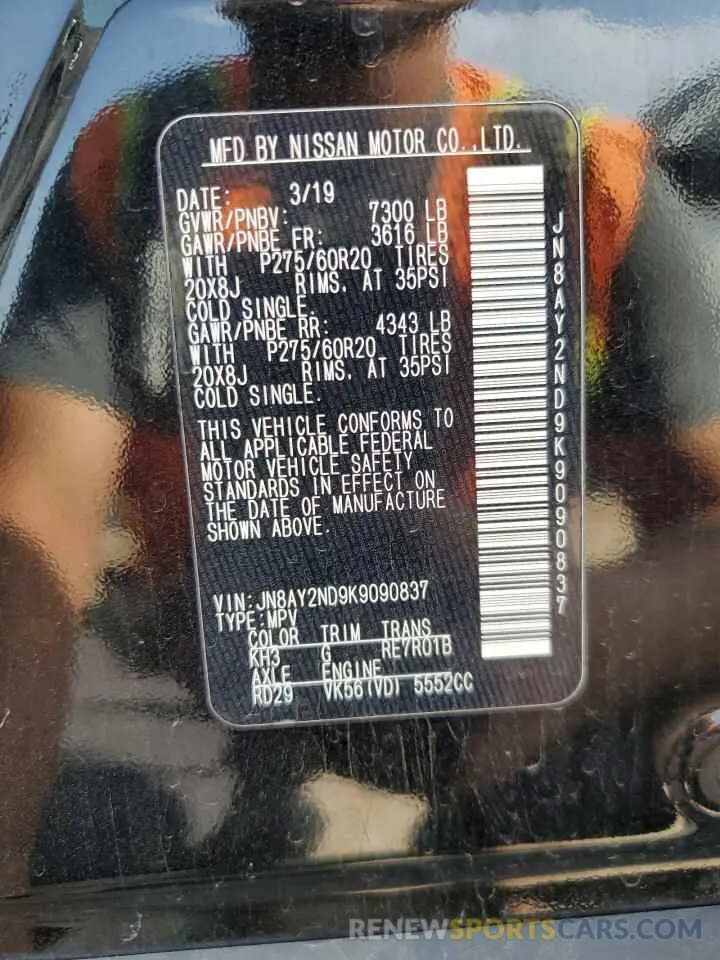 MFD BY NISSAN MOTOR CO.,LTD.
DATE: 3/19
GVWR/PNBV: 7300 LB
GAWR/PNBE FR: 3616 LB
WITH P275/60R20 TIRES
20X8J RIMS, AT 35PSI
COLD SINGLE.
GAWR/PNBE RR: 4343 LB
WITH P275/60R20 TIRES
20X8J RIMS, AT 35PSI
COLD SINGLE.
THIS VEHICLE CONFORMS TO
ALL APPLICABLE FEDERAL
MOTOR VEHICLE SAFETY
STANDARDS IN EFFECT ON
THE DATE OF MANUFACTURE
SHOWN ABOVE.
VIN:JN8AY2ND9K9090837
TYPE:MPV
COLOR TRIM TRANS
KH3 G RE7R01B
AXLE ENGINE
RD29 VK56(VD) 5552CC
JN8AY2ND9K9090837
RENEWSPORTSCARS.COM